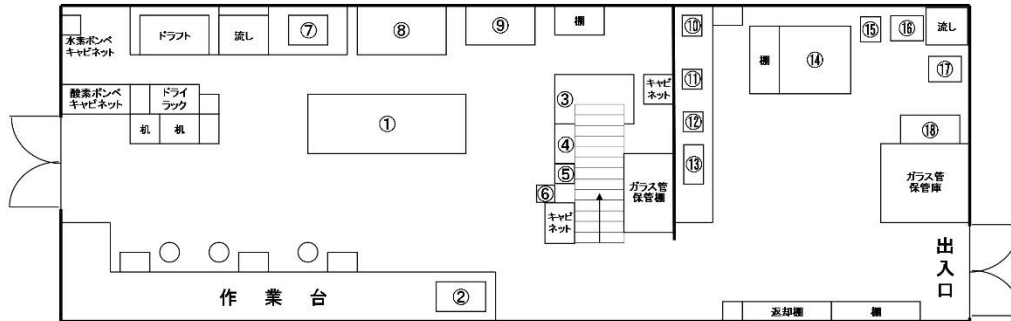 水素ボンベ
キャビネット
ドラフト
流し
⑦
⑧
⑨
棚
酸素ボンベ
キャビネット
ドライ
ラック
机
机
①
③
④
⑤
⑥
キャビ
ネット
キャビ
ネット
ガラス管
保管棚
作業台
②
⑩
⑪
⑫
⑬
棚
⑭
⑮
⑯
流し
⑰
⑱
ガラス管
保管庫
出入口
返却棚
棚